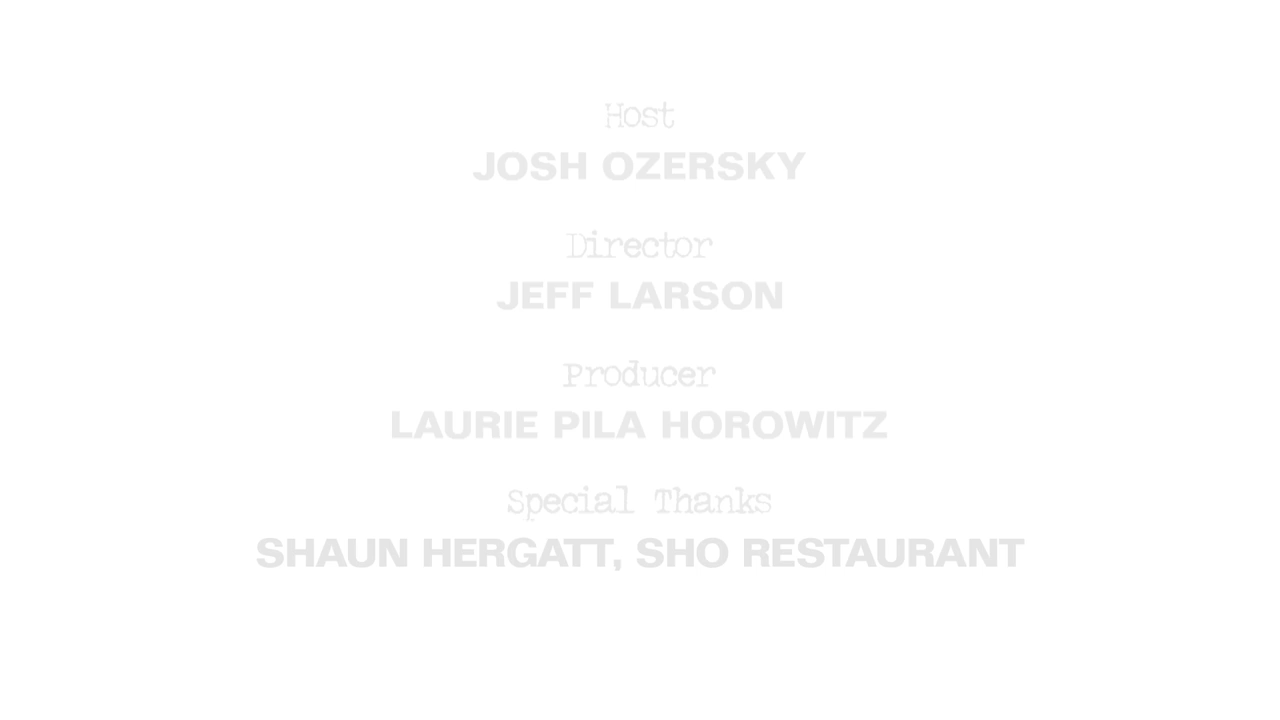 Host
JOSH OZERSKY
Director
JEFF LARSON
Producer
LAURIE PILA HOROWITZ
Special Thanks
SHAUN HERGATT, SHO RESTAURANT